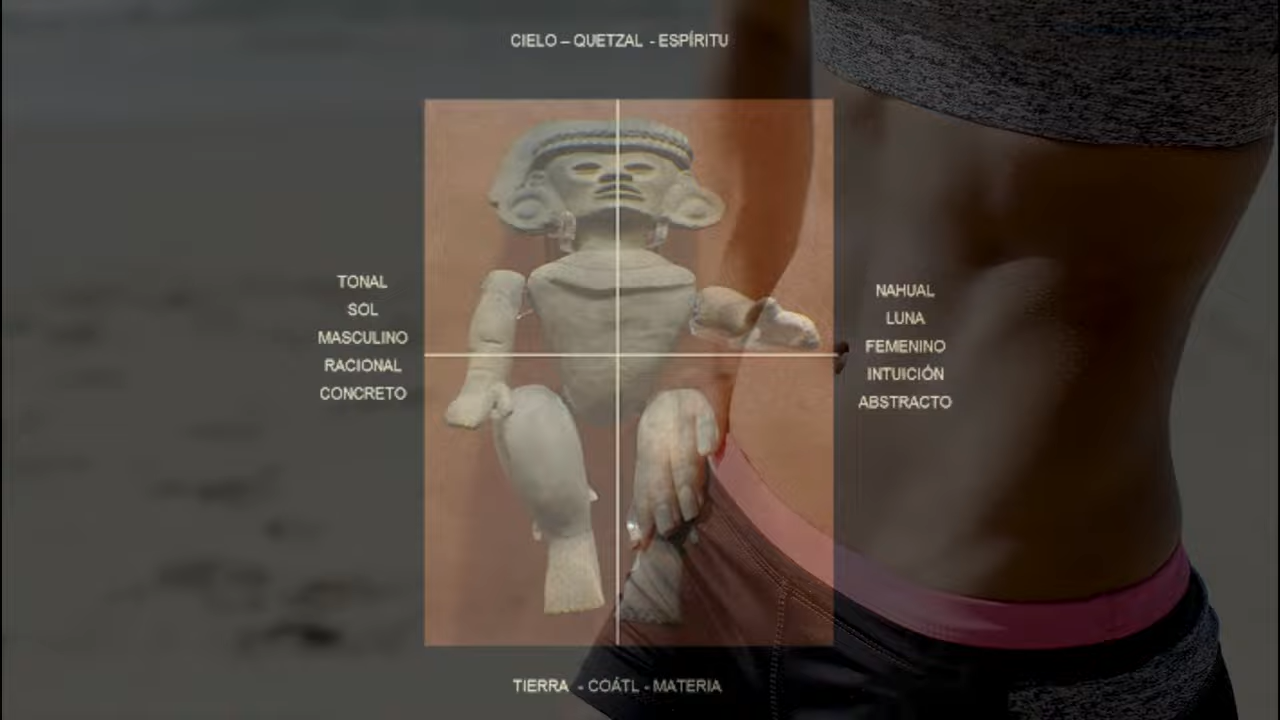 CIELO – QUETZAL - ESPÍRITU
TONAL
SOL
MASCULINO
RACIONAL
CONCRETO
NAHUAL
LUNA
FEMENINO
INTUICIÓN
ABSTRACTO
TIERRA - COÁTL - MATERIA